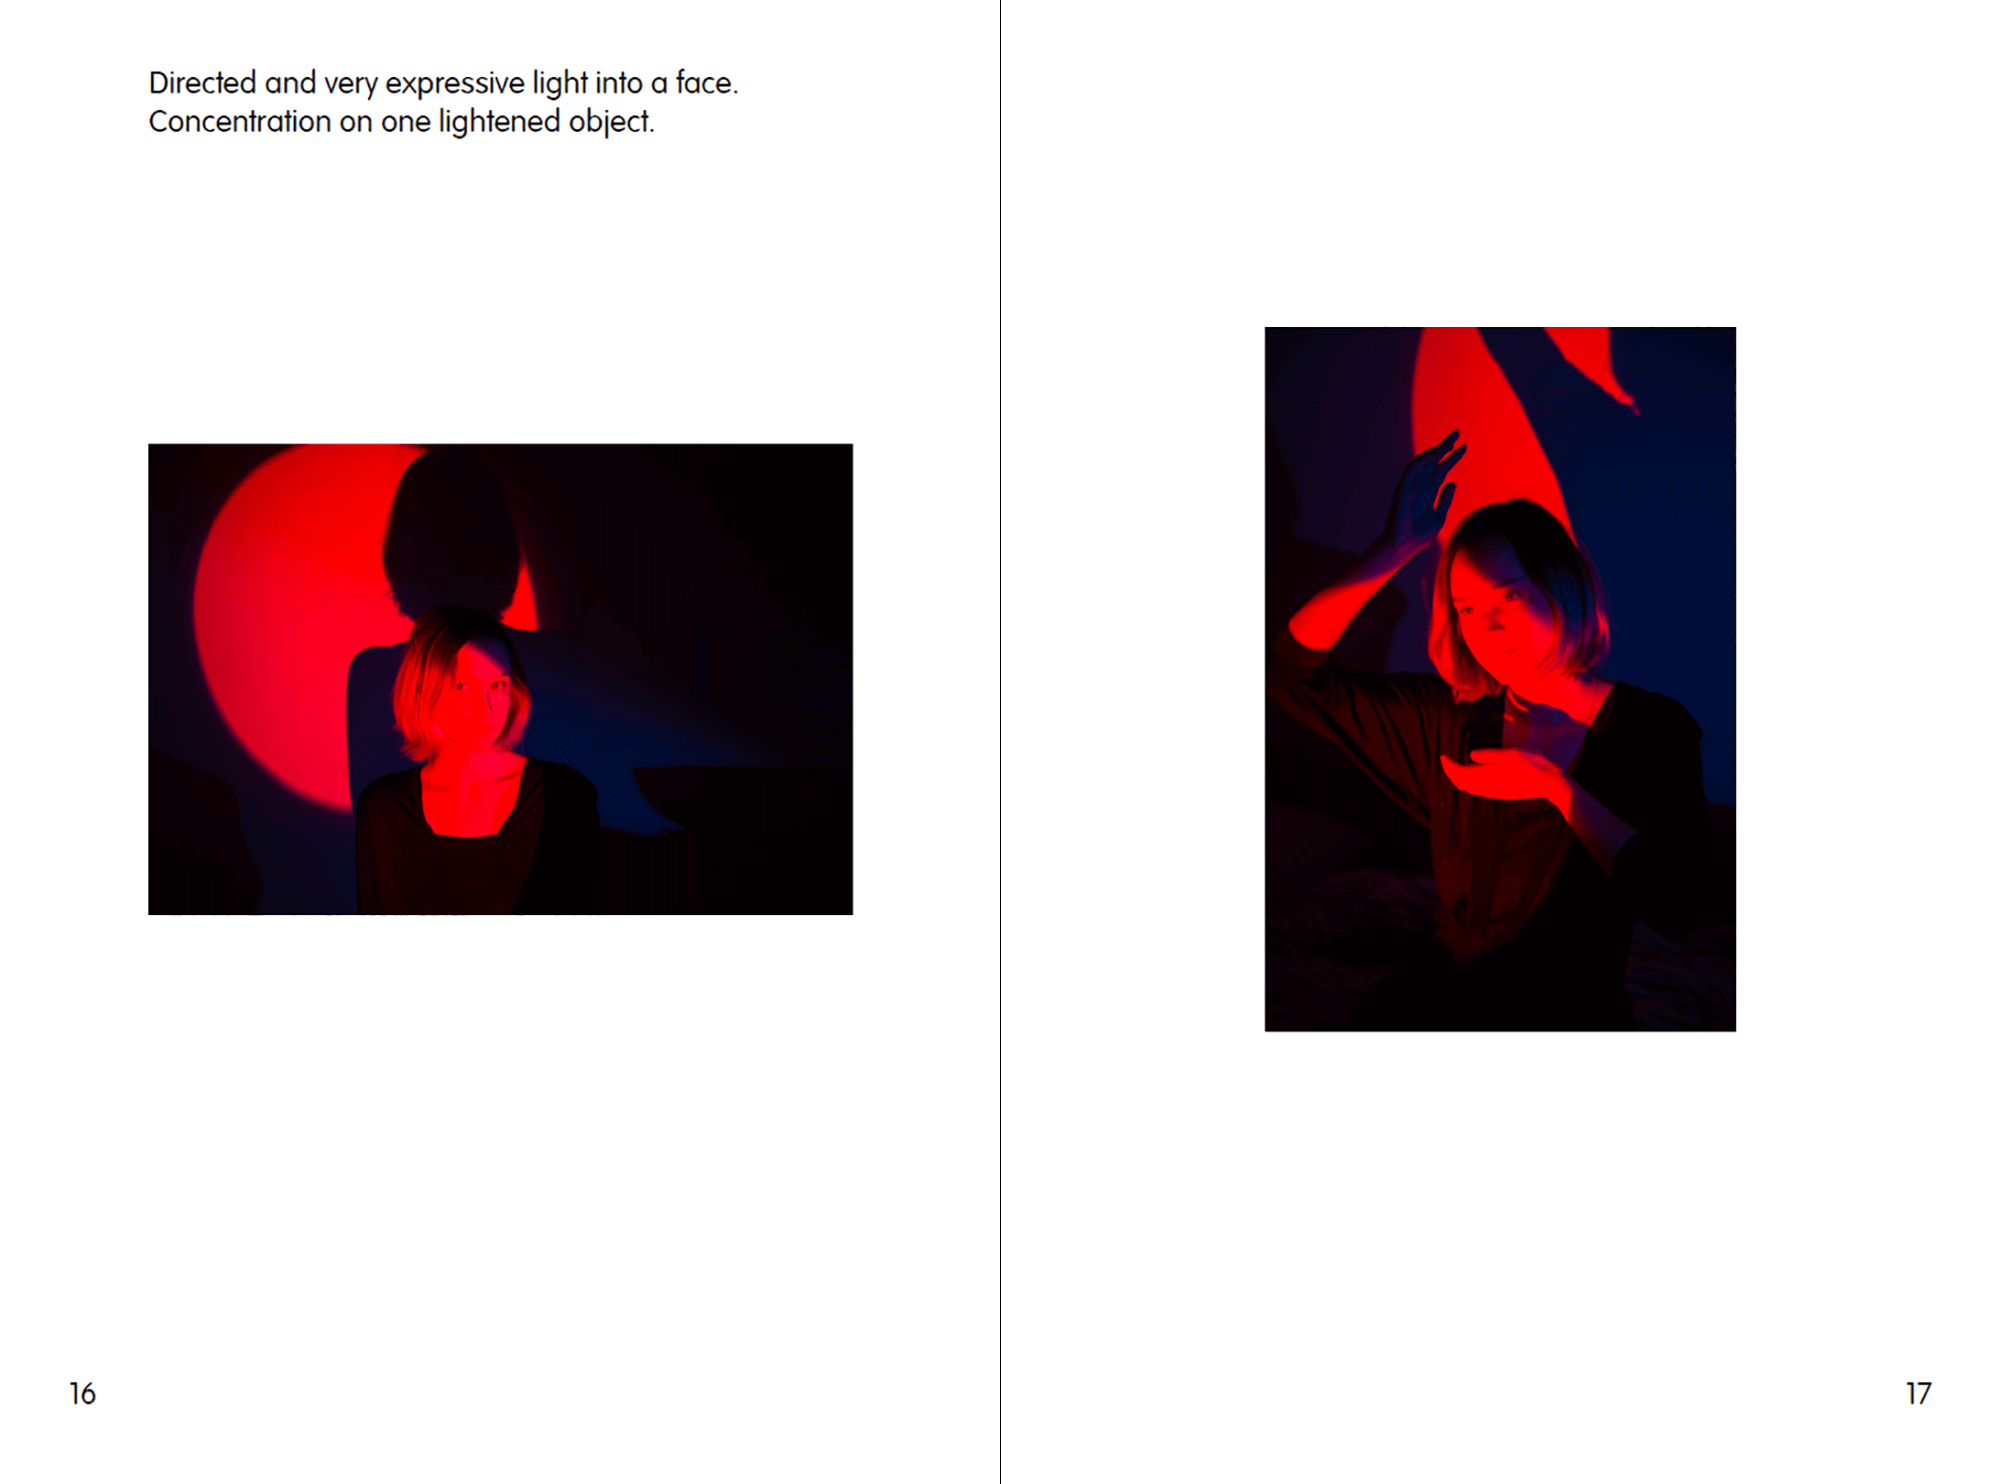 Directed and very expressive light into a face.
Concentration on one lightened object.
16
17